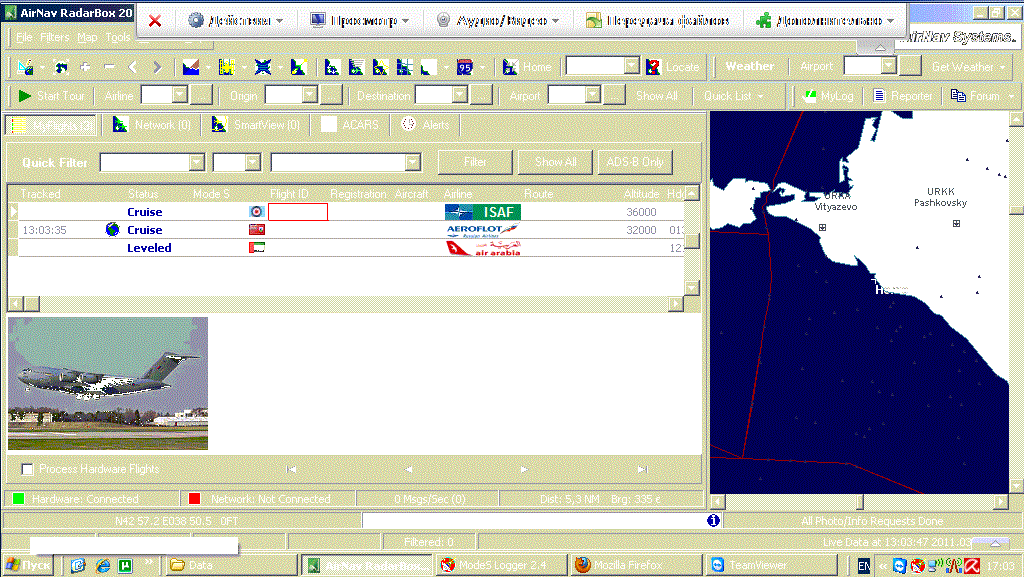 AirNav RadarBox 20
Действия Просмотр Аудио/Видео Передача файлов Дополнительно
File Filters Map Tools
AirNav Systems.
95 Home Locate Weather Airport Get Weather
Start Tour Airline Origin Destination Airport Show All Quick List MyLog Reporter Forum
MyFlights (3) Network (0) SmartView (0) ACARS Alerts
Quick Filter Filter Show All ADS-B Only
Tracked Status Mode S Flight ID Registration Aircraft Airline Route Altitude Hdg
Cruise ISAF 36000
13:03:35 Cruise AEROFLOT Russian Airlines 32000 01
Leveled air arabia 12
URKA
Vityazevo
URKK
Pashkovsky
Process Hardware Flights
Hardware: Connected Network: Not Connected 0 Msgs/Sec (0) Dist: 5,3 NM Brg: 335 c
N42 57.2 E038 50.5 0FT All Photo/Info Requests Done
Filtered: 0 Live Data at 13:03:47 2011.03
Пуск Data AirNav RadarBox... ModeS Logger 2.4 Mozilla Firefox TeamViewer EN 17:03